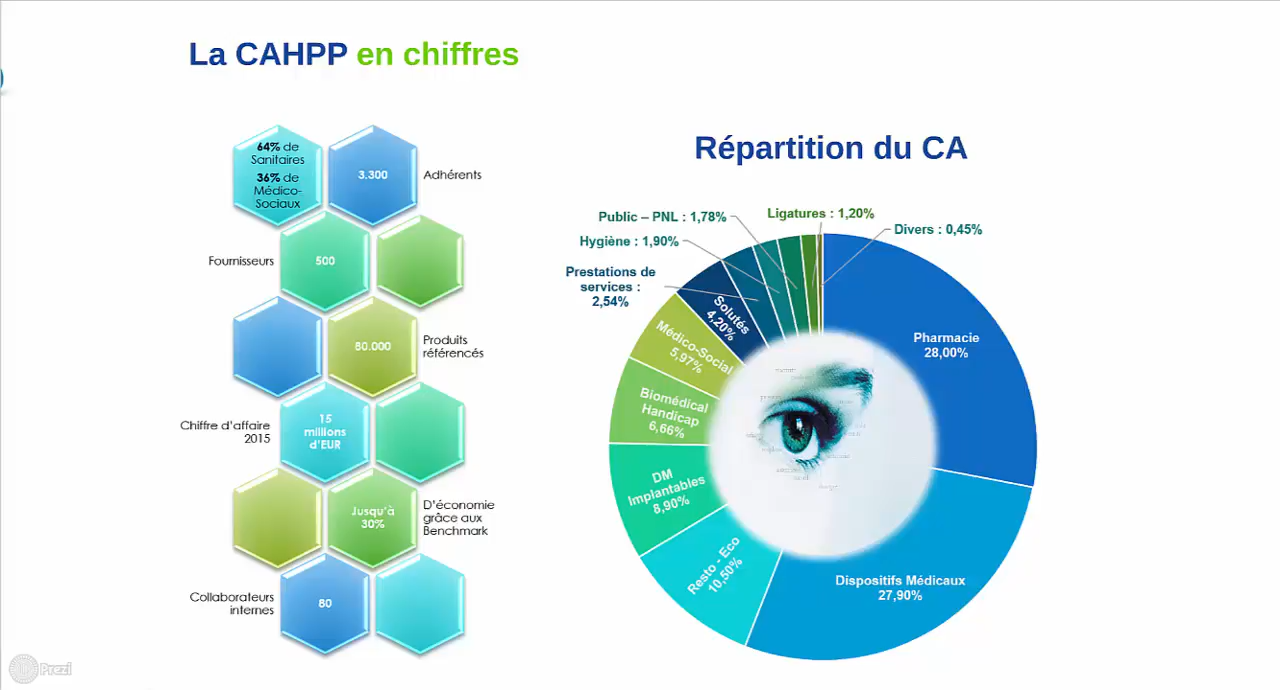 La CAHPP en chiffres
64% de
Sanitaires
36% de
Médico-
Sociaux
3.300
Adhérents
Fournisseurs
500
80.000
Produits
référencés
Chiffre d'affaire
2015
15
millions
d'EUR
Jusqu'à
30%
D'économie
grâce aux
Benchmark
Collaborateurs
internes
80
Répartition du CA
Public – PNL : 1,78%
Ligatures : 1,20%
Hygiène : 1,90%
Divers : 0,45%
Prestations de
services :
2,54%
Solutés
4,20%
Médico-Social
5,97%
Biomédical
Handicap
6,66%
DM
Implantables
8,90%
Resto - Eco
10,50%
Pharmacie
28,00%
Dispositifs Médicaux
27,90%
Prezi